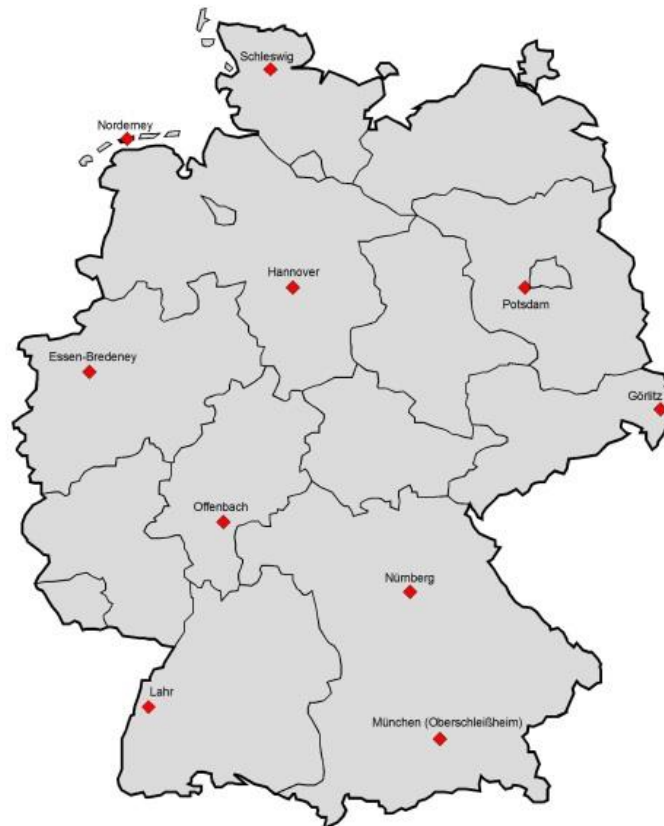 Schleswig
Norderney
Hannover
Potsdam
Essen-Bredeney
Görlitz
Offenbach
Nürnberg
Lahr
München (Oberschleißheim)